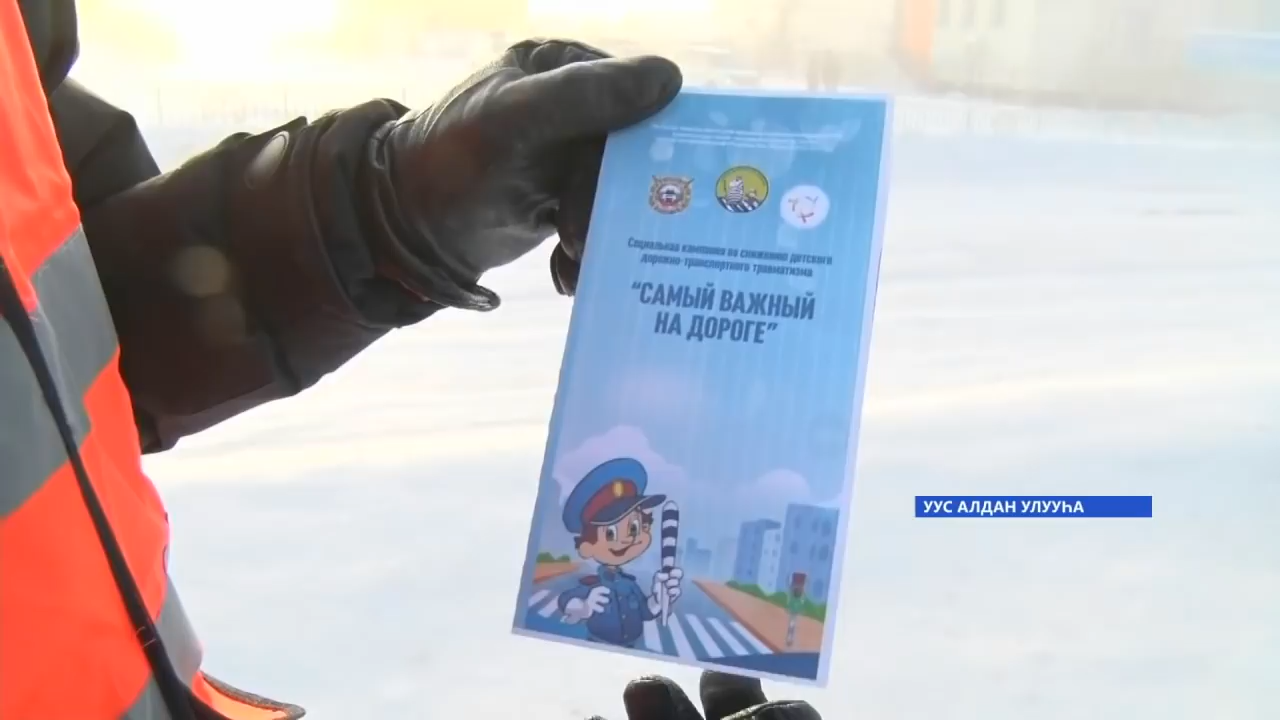 Социальная кампания по снижению детского
дорожно-транспортного травматизма
“САМЫЙ ВАЖНЫЙ
НА ДОРОГЕ”
УУС АЛДАН УЛУУҺА